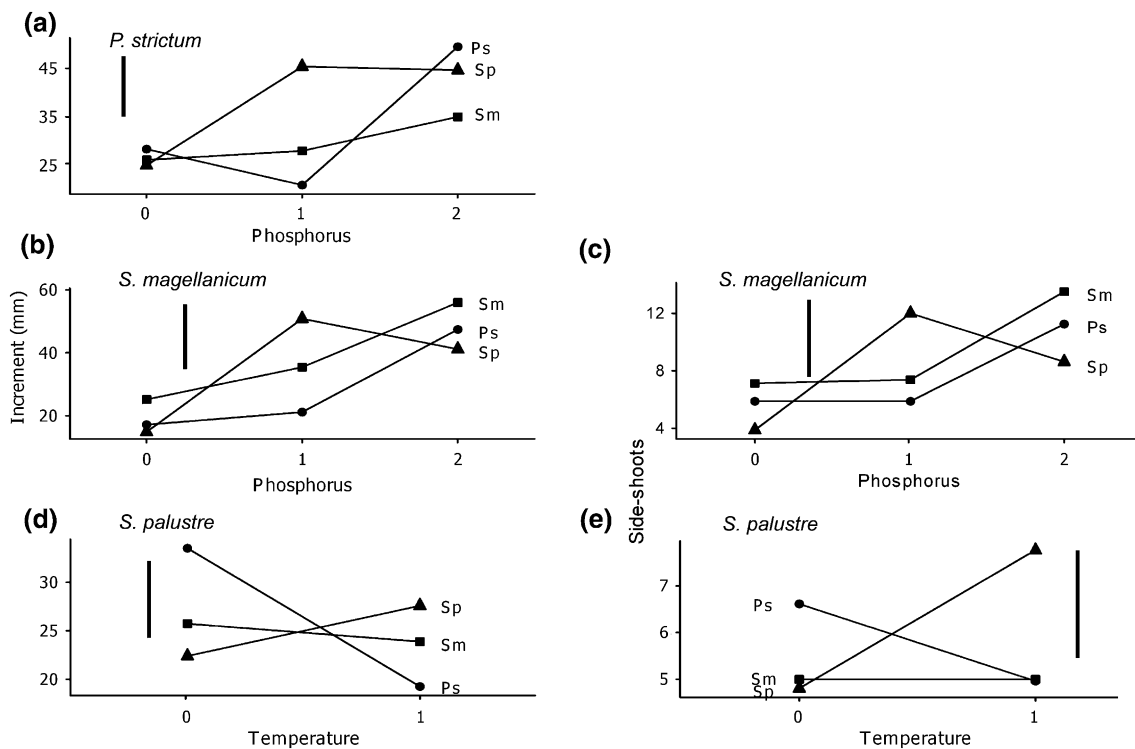 (a)
P. strictum
45
35
25
Ps
Sp
Sm
0 1 2
Phosphorus
(b)
S. magellanicum
Increment (mm)
60
40
20
Sm
Ps
Sp
0 1 2
Phosphorus
(c)
S. magellanicum
Side-shoots
12
8
4
Sm
Ps
Sp
0 1 2
Phosphorus
(d)
S. palustre
30
25
20
Sp
Sm
Ps
0 1
Temperature
(e)
S. palustre
7
6
5
Ps
Sm
Sp
0 1
Temperature